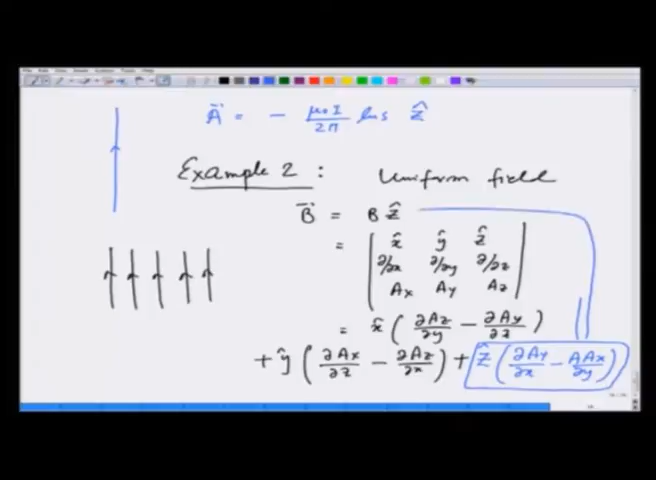 Ā = - μ₀I/2π ln s ẑ
Example 2 : Uniform field
B̄ = B ẑ
= | x̂ ŷ ẑ |
| ∂/∂x ∂/∂y ∂/∂z |
| Ax Ay Az |
= x̂ ( ∂Az/∂y - ∂Ay/∂z )
+ ŷ ( ∂Ax/∂z - ∂Az/∂x ) + ẑ ( ∂Ay/∂x - ∂Ax/∂y )